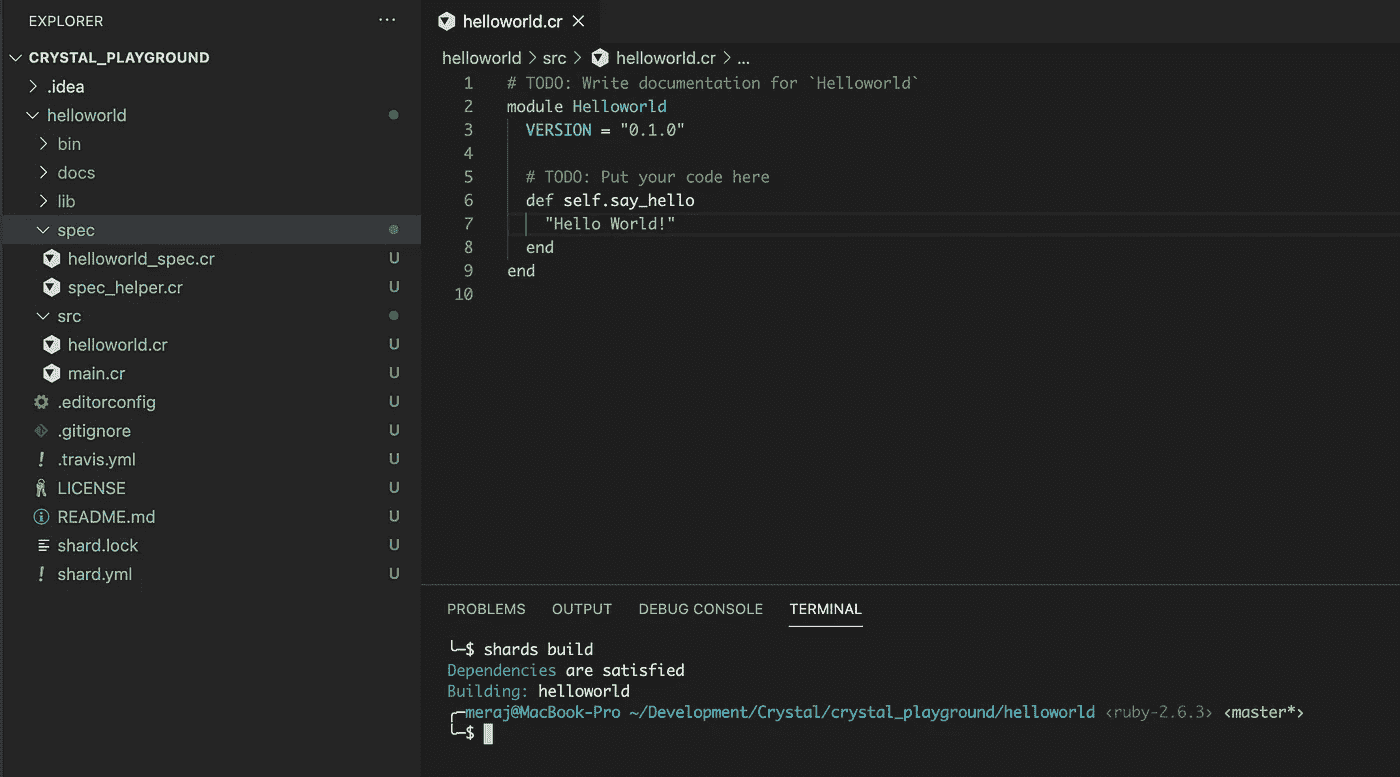 EXPLORER ...
CRYSTAL_PLAYGROUND
.idea
helloworld
bin
docs
lib
spec
helloworld_spec.cr U
spec_helper.cr U
src
helloworld.cr U
main.cr U
.editorconfig U
.gitignore U
! .travis.yml U
LICENSE U
README.md U
shard.lock U
! shard.yml U
helloworld.cr ×
helloworld > src > helloworld.cr > ...
1 # TODO: Write documentation for `Helloworld`
2 module Helloworld
3   VERSION = "0.1.0"
4
5   # TODO: Put your code here
6   def self.say_hello
7     "Hello World!"
8   end
9 end
10
PROBLEMS OUTPUT DEBUG CONSOLE TERMINAL
╰─$ shards build
Dependencies are satisfied
Building: helloworld
╭─meraj@MacBook-Pro ~/Development/Crystal/crystal_playground/helloworld ‹ruby-2.6.3› ‹master*›
╰─$